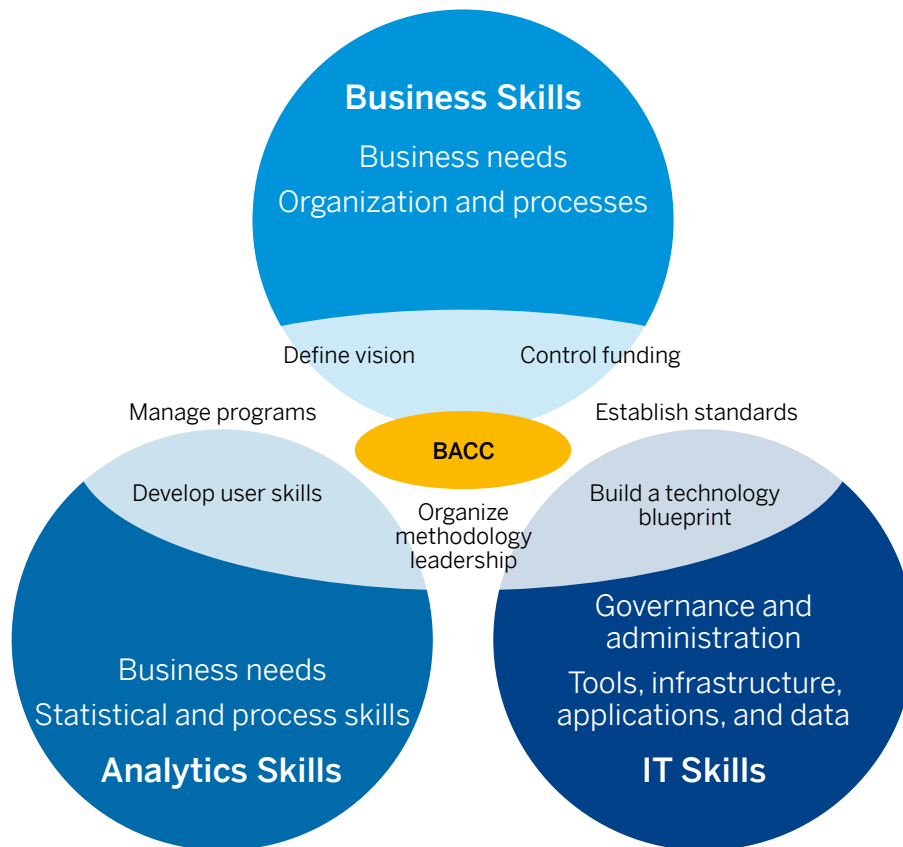 Business Skills
Business needs
Organization and processes
Define vision
Control funding
Manage programs
Establish standards
BACC
Develop user skills
Build a technology
blueprint
Organize
methodology
leadership
Business needs
Statistical and process skills
Analytics Skills
Governance and
administration
Tools, infrastructure,
applications, and data
IT Skills